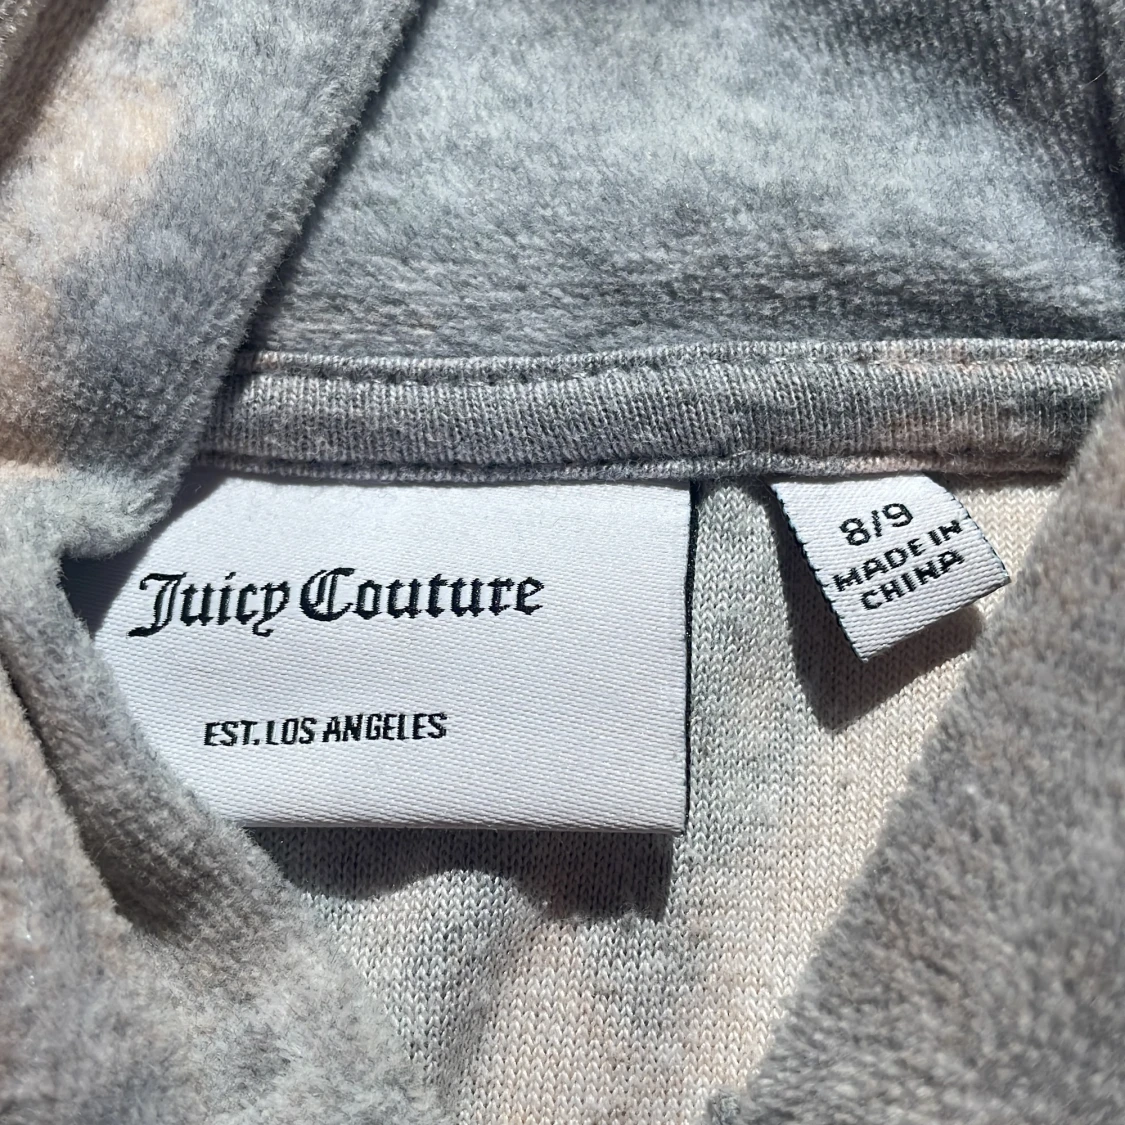 Juicy Couture
EST. LOS ANGELES
8/9
MADE IN
CHINA